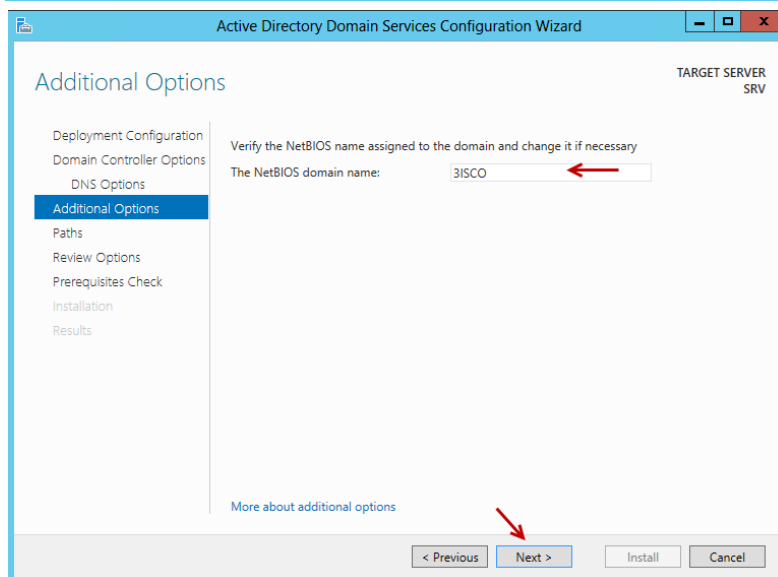 Active Directory Domain Services Configuration Wizard
Additional Options
TARGET SERVER
SRV
Deployment Configuration
Domain Controller Options
DNS Options
Additional Options
Paths
Review Options
Prerequisites Check
Installation
Results
Verify the NetBIOS name assigned to the domain and change it if necessary
The NetBIOS domain name: 3ISCO
More about additional options
< Previous Next > Install Cancel